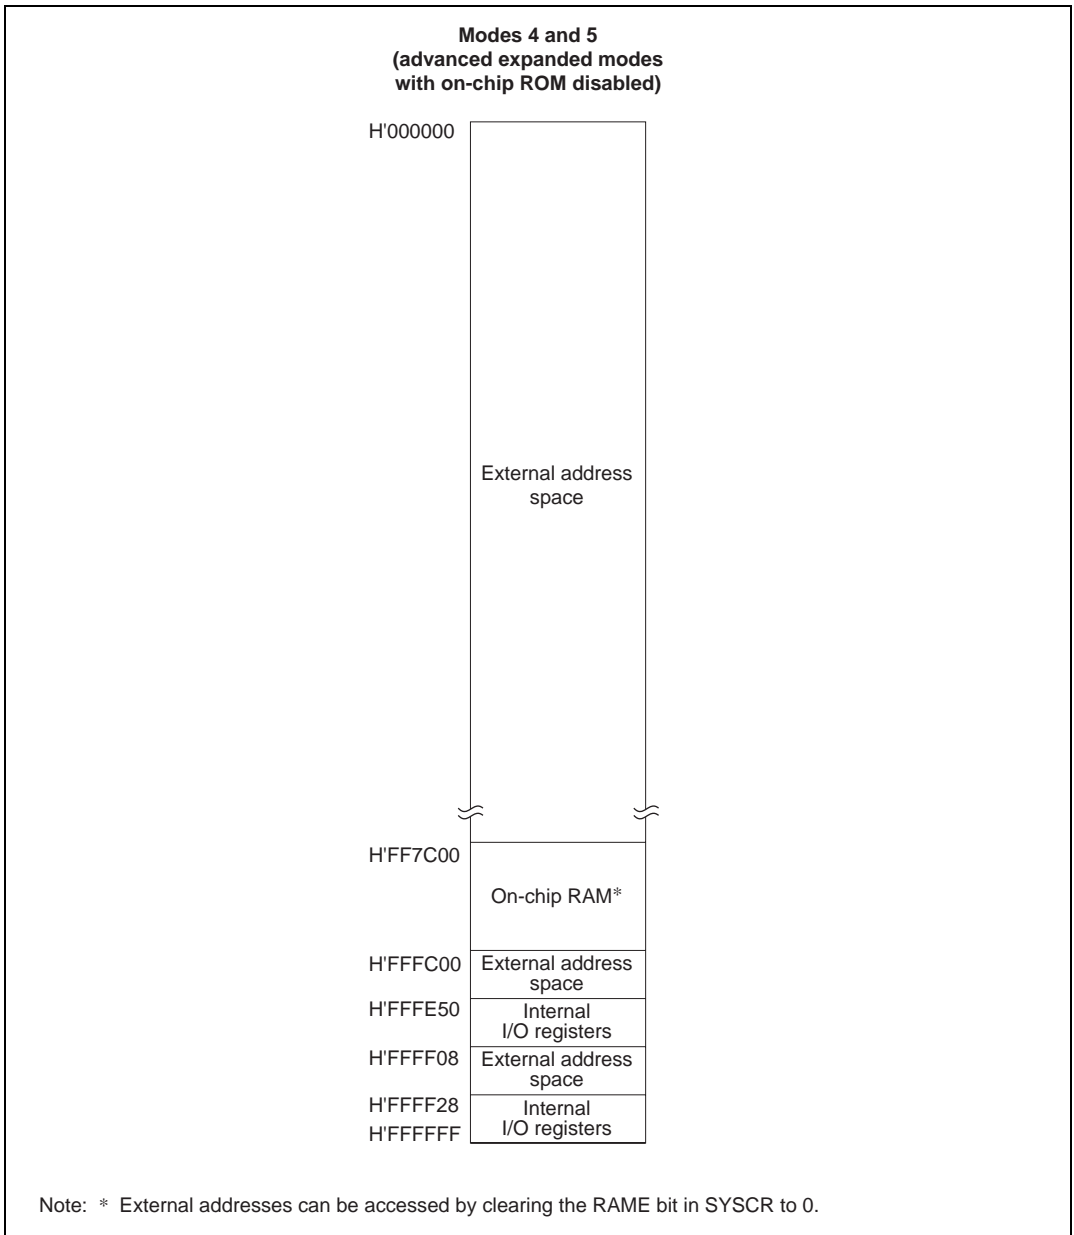 Modes 4 and 5
(advanced expanded modes
with on-chip ROM disabled)
H'000000
External address
space
H'FF7C00
On-chip RAM*
H'FFFC00
External address
space
H'FFFE50
Internal
I/O registers
H'FFFF08
External address
space
H'FFFF28
Internal
I/O registers
H'FFFFFF
Note: * External addresses can be accessed by clearing the RAME bit in SYSCR to 0.